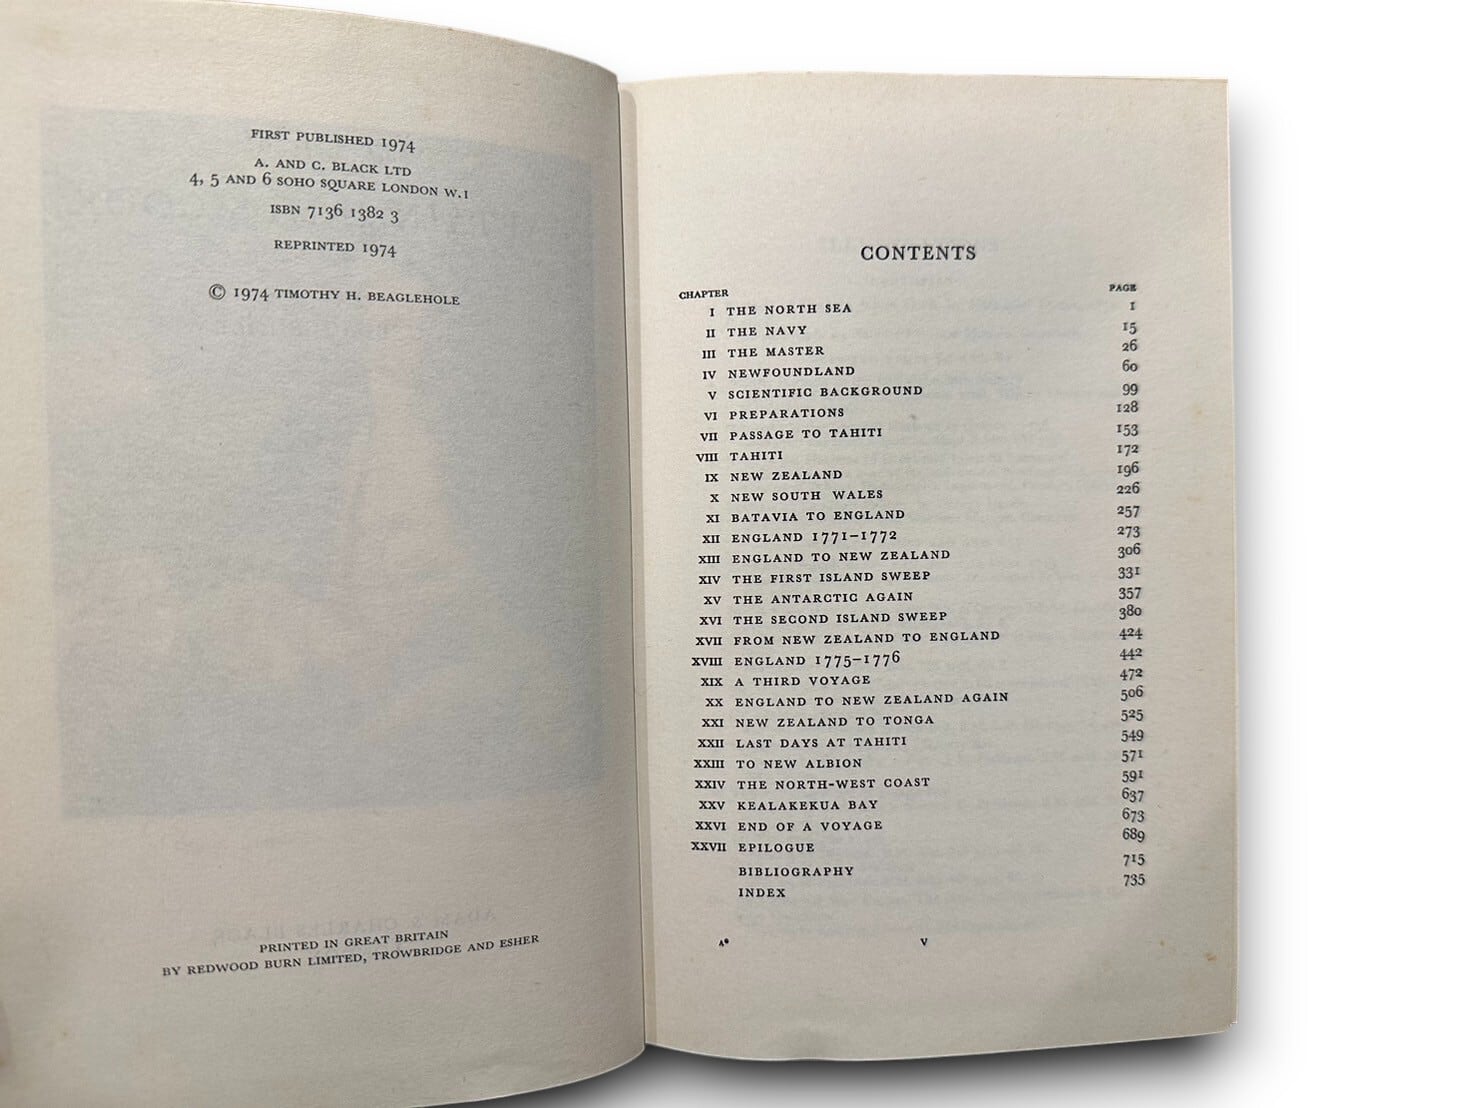 FIRST PUBLISHED 1974
A. AND C. BLACK LTD
4, 5 AND 6 SOHO SQUARE LONDON W.1
ISBN 7136 1382 3
REPRINTED 1974
© 1974 TIMOTHY H. BEAGLEHOLE
PRINTED IN GREAT BRITAIN
BY REDWOOD BURN LIMITED, TROWBRIDGE AND ESHER
CONTENTS
CHAPTER PAGE
I THE NORTH SEA 1
II THE NAVY 15
III THE MASTER 26
IV NEWFOUNDLAND 60
V SCIENTIFIC BACKGROUND 99
VI PREPARATIONS 128
VII PASSAGE TO TAHITI 153
VIII TAHITI 172
IX NEW ZEALAND 196
X NEW SOUTH WALES 226
XI BATAVIA TO ENGLAND 257
XII ENGLAND 1771–1772 273
XIII ENGLAND TO NEW ZEALAND 306
XIV THE FIRST ISLAND SWEEP 331
XV THE ANTARCTIC AGAIN 357
XVI THE SECOND ISLAND SWEEP 380
XVII FROM NEW ZEALAND TO ENGLAND 424
XVIII ENGLAND 1775–1776 442
XIX A THIRD VOYAGE 472
XX ENGLAND TO NEW ZEALAND AGAIN 506
XXI NEW ZEALAND TO TONGA 525
XXII LAST DAYS AT TAHITI 549
XXIII TO NEW ALBION 571
XXIV THE NORTH-WEST COAST 591
XXV KEALAKEKUA BAY 637
XXVI END OF A VOYAGE 673
XXVII EPILOGUE 689
BIBLIOGRAPHY 715
INDEX 735
A* V